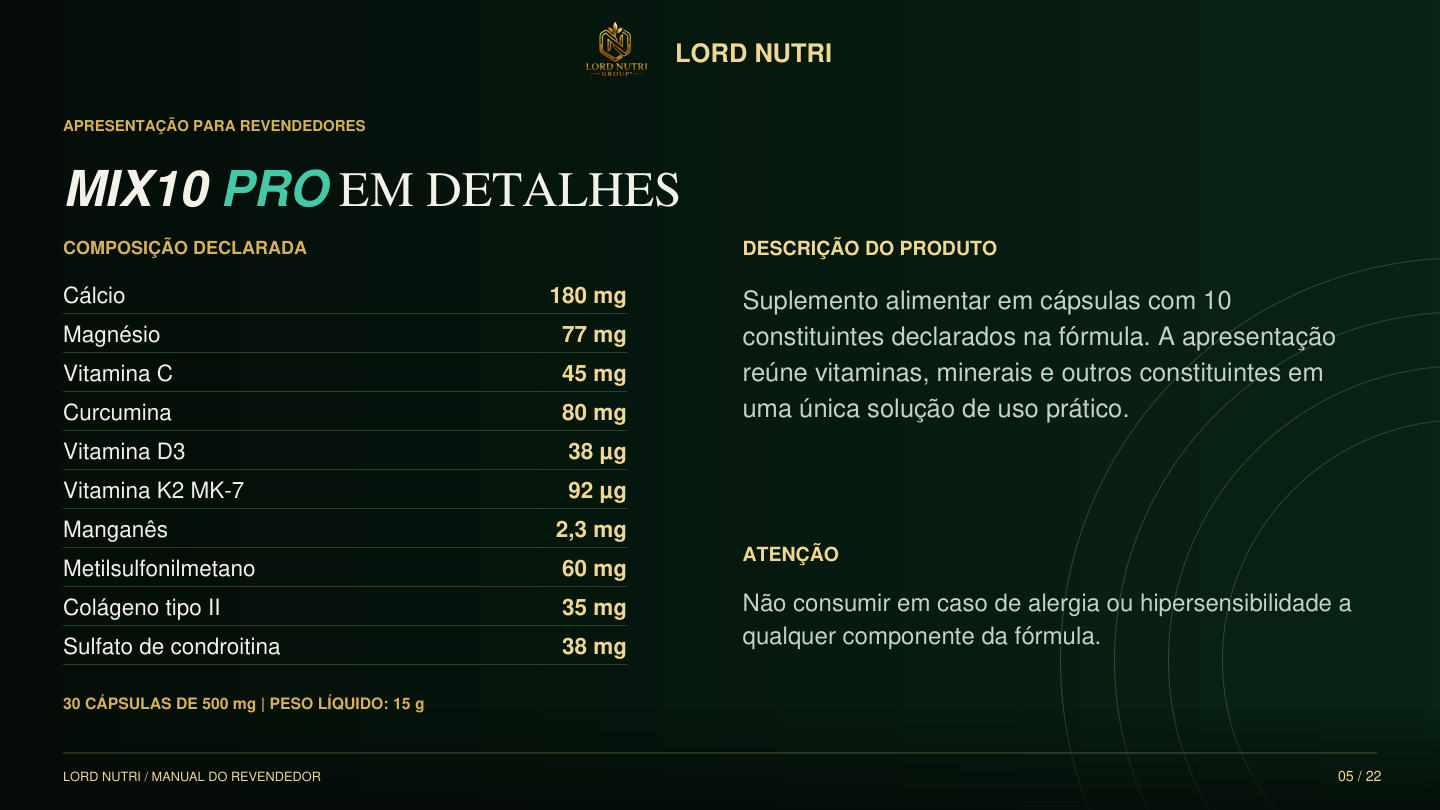 LORD NUTRI
GROUP
LORD NUTRI
APRESENTAÇÃO PARA REVENDEDORES
MIX10 PRO EM DETALHES
COMPOSIÇÃO DECLARADA
Cálcio 180 mg
Magnésio 77 mg
Vitamina C 45 mg
Curcumina 80 mg
Vitamina D3 38 µg
Vitamina K2 MK-7 92 µg
Manganês 2,3 mg
Metilsulfonilmetano 60 mg
Colágeno tipo II 35 mg
Sulfato de condroitina 38 mg
30 CÁPSULAS DE 500 mg | PESO LÍQUIDO: 15 g
DESCRIÇÃO DO PRODUTO
Suplemento alimentar em cápsulas com 10
constituintes declarados na fórmula. A apresentação
reúne vitaminas, minerais e outros constituintes em
uma única solução de uso prático.
ATENÇÃO
Não consumir em caso de alergia ou hipersensibilidade a
qualquer componente da fórmula.
LORD NUTRI / MANUAL DO REVENDEDOR
05 / 22